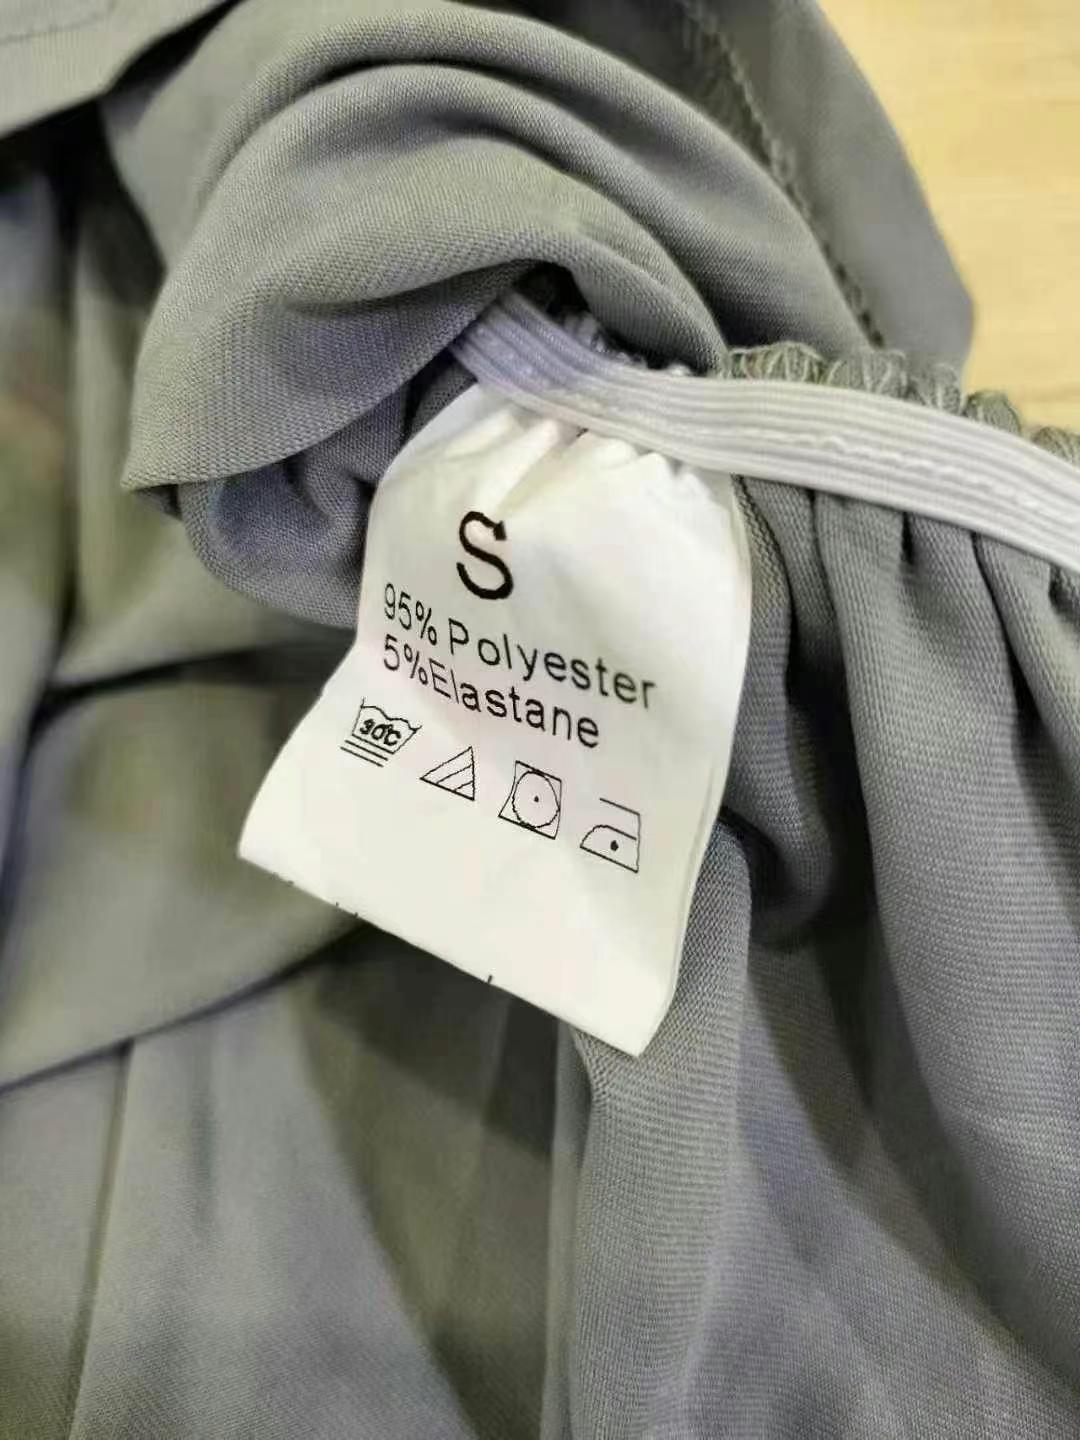 S
95% Polyester
5%Elastane
30℃